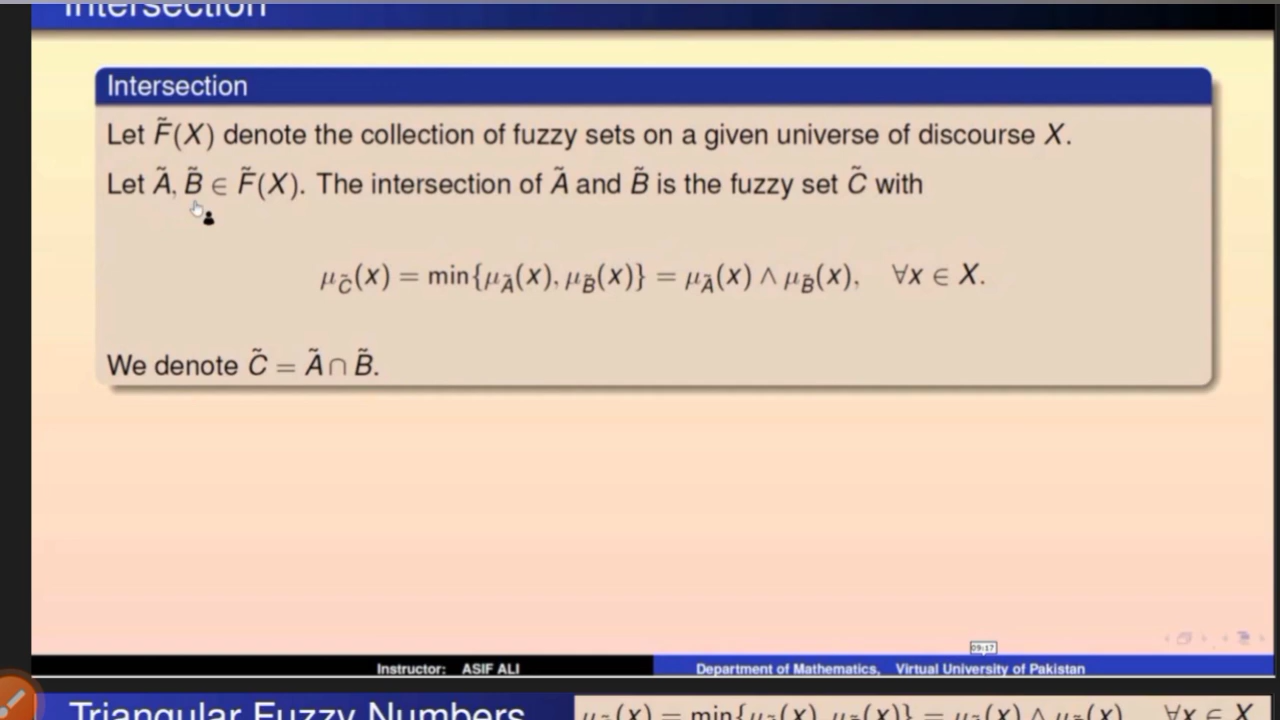 Intersection
Intersection
Let F̃(X) denote the collection of fuzzy sets on a given universe of discourse X.
Let Ã, B̃ ∈ F̃(X). The intersection of Ã and B̃ is the fuzzy set C̃ with
μ_C̃(x) = min{μ_Ã(x), μ_B̃(x)} = μ_Ã(x) ∧ μ_B̃(x), ∀x ∈ X.
We denote C̃ = Ã ∩ B̃.
09:17
Instructor: ASIF ALI Department of Mathematics, Virtual University of Pakistan
Triangular Fuzzy Numbers